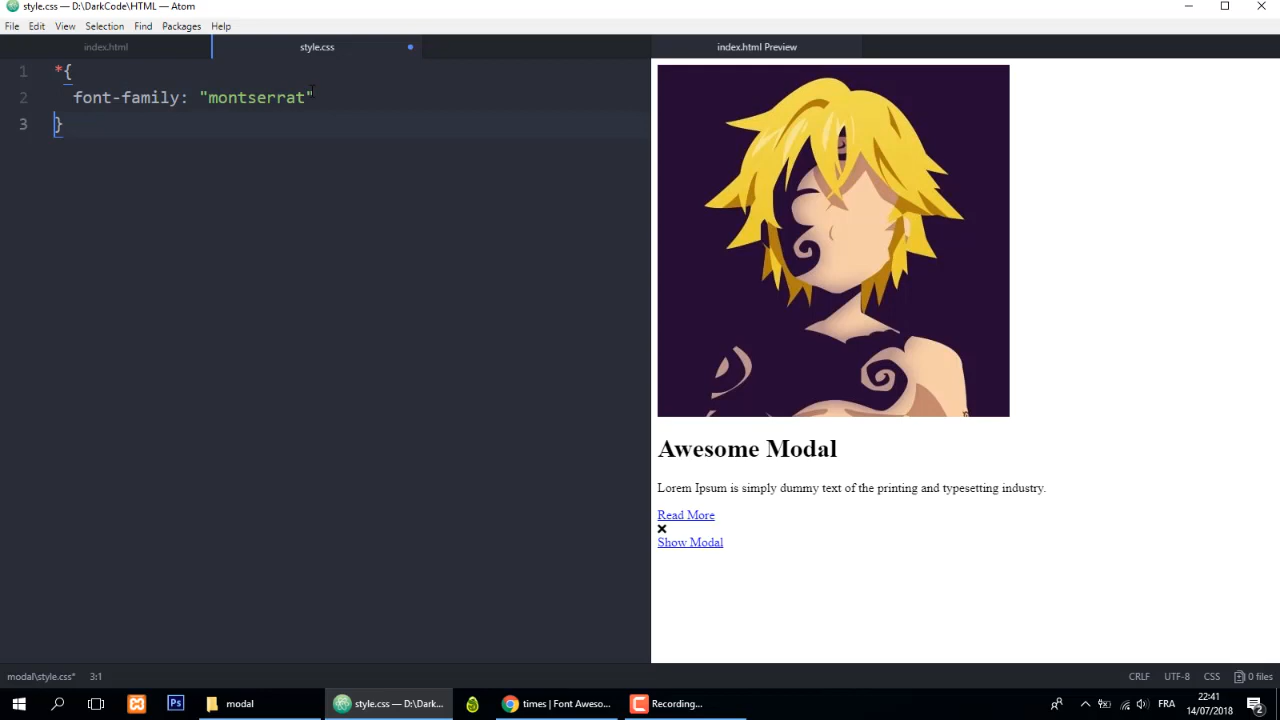 style.css — D:\DarkCode\HTML — Atom
File Edit View Selection Find Packages Help
index.html style.css index.html Preview
1 *{
2 font-family: "montserrat"
3 }
Awesome Modal
Lorem Ipsum is simply dummy text of the printing and typesetting industry.
Read More
Show Modal
modal\style.css* 3:1 CRLF UTF-8 CSS 0 files
Ps modal style.css — D:\Dark... times | Font Aweso... Recording... FRA 22:41
14/07/2018 2